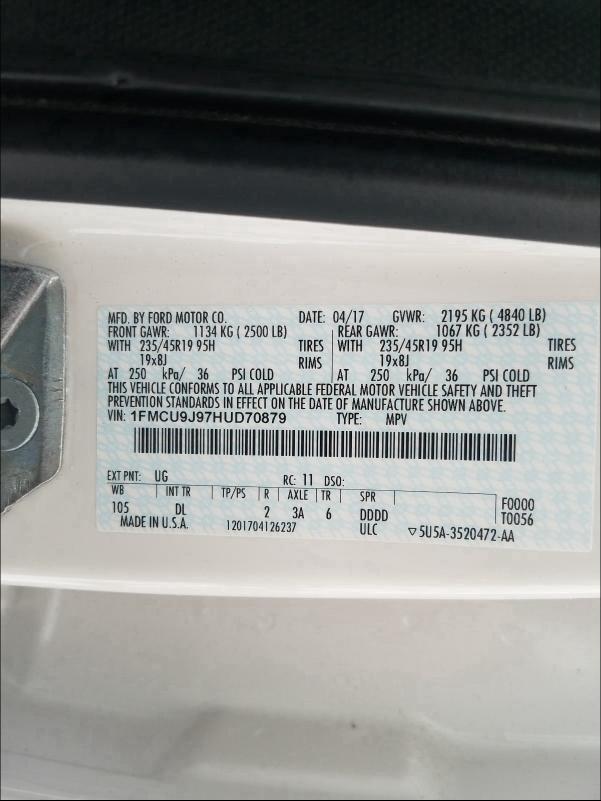 MFD. BY FORD MOTOR CO. DATE: 04/17 GVWR: 2195 KG ( 4840 LB)
FRONT GAWR: 1134 KG ( 2500 LB) REAR GAWR: 1067 KG ( 2352 LB)
WITH 235/45R19 95H TIRES WITH 235/45R19 95H TIRES
19x8J RIMS 19x8J RIMS
AT 250 kPa/ 36 PSI COLD AT 250 kPa/ 36 PSI COLD
THIS VEHICLE CONFORMS TO ALL APPLICABLE FEDERAL MOTOR VEHICLE SAFETY AND THEFT
PREVENTION STANDARDS IN EFFECT ON THE DATE OF MANUFACTURE SHOWN ABOVE.
VIN: 1FMCU9J97HUD70879 TYPE: MPV
EXT PNT: UG RC: 11 DSO:
WB INT TR TP/PS R AXLE TR SPR F0000
105 DL 2 3A 6 DDDD T0056
MADE IN U.S.A. 1201704126237 ULC ▽5U5A-3520472-AA